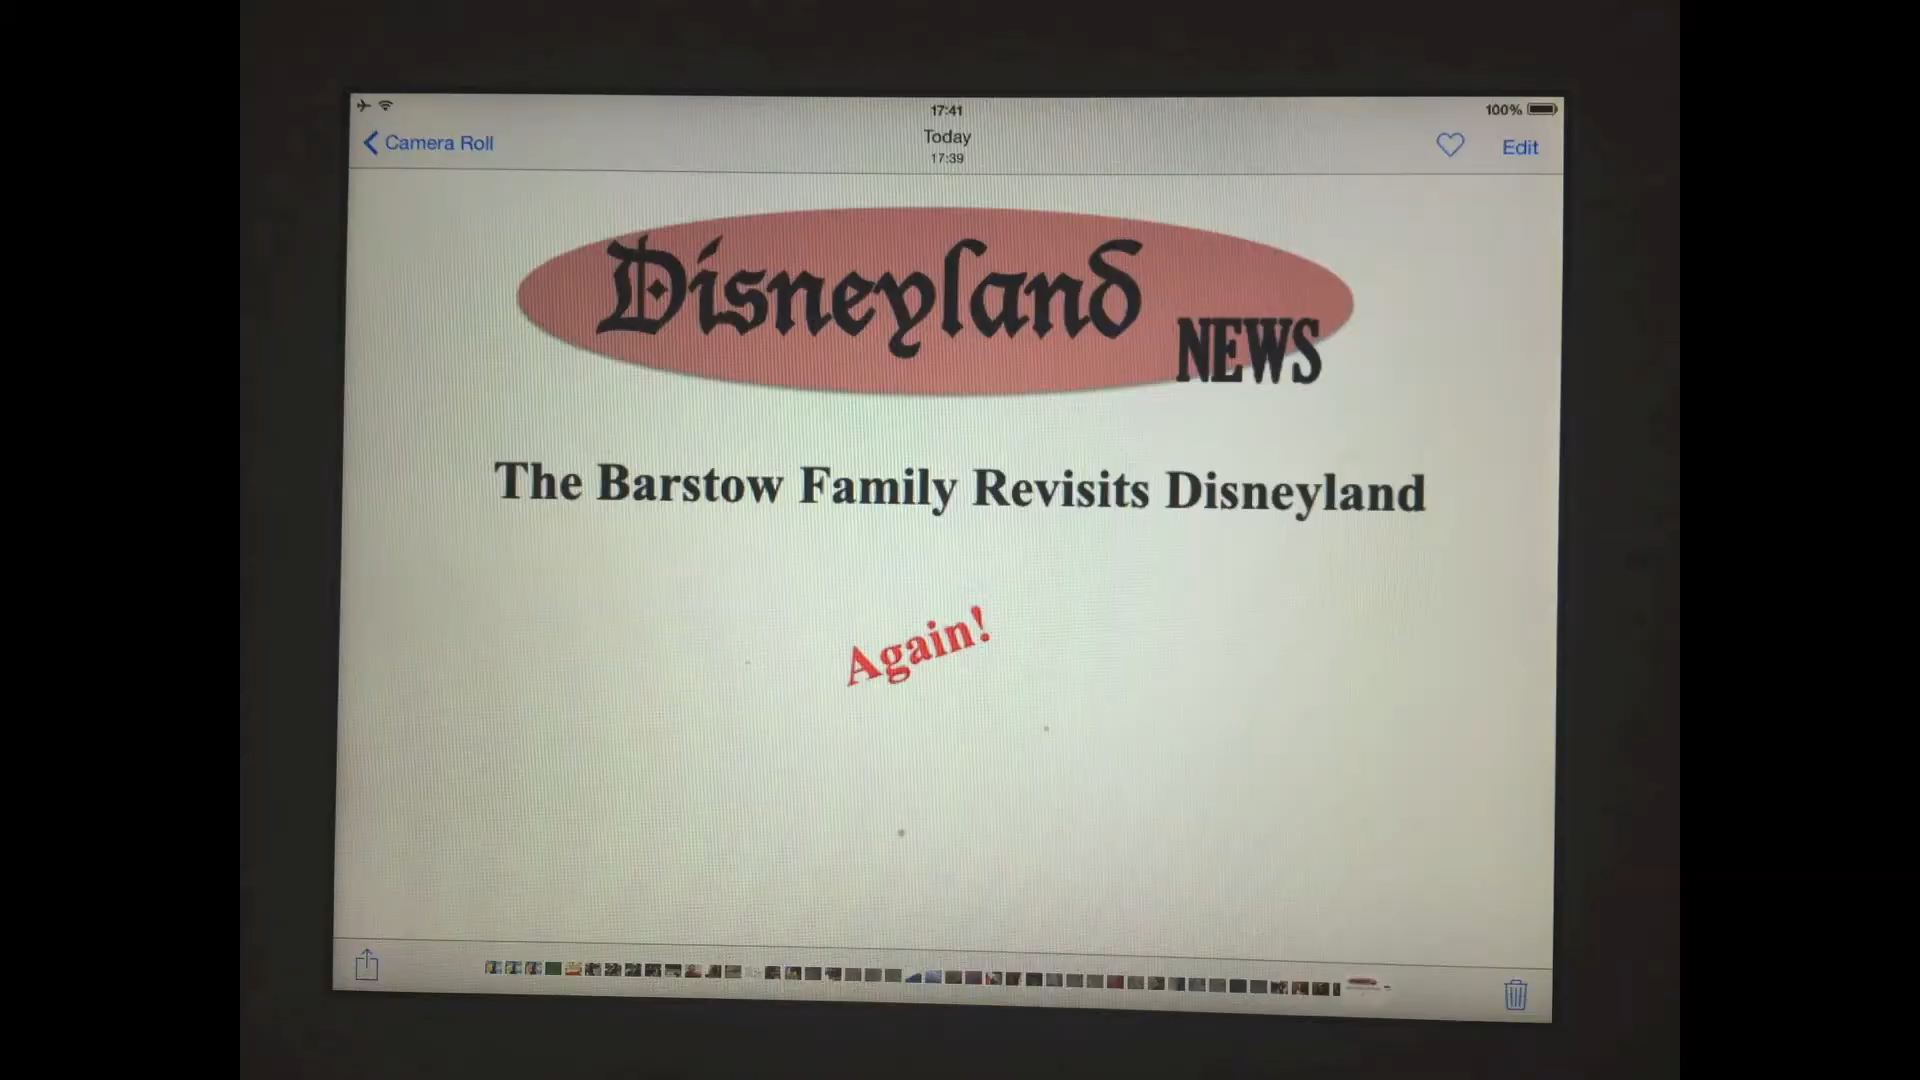 17:41
100%
Camera Roll
Today
17:39
Edit
Disneyland
NEWS
The Barstow Family Revisits Disneyland
Again!